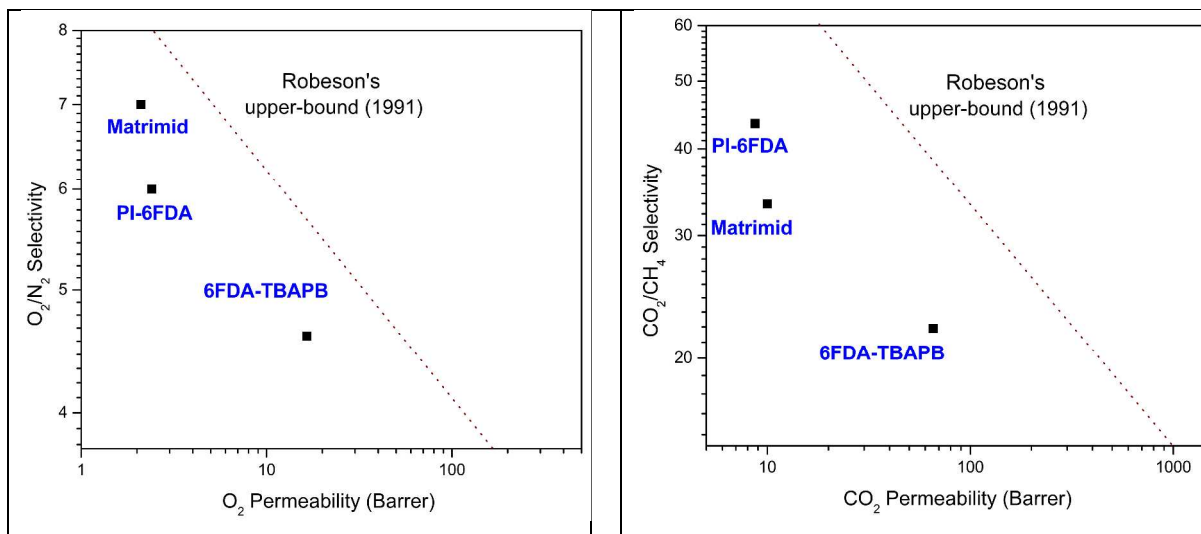 8
7
6
5
4
1
10
100
O2/N2 Selectivity
O2 Permeability (Barrer)
Robeson's
upper-bound (1991)
Matrimid
PI-6FDA
6FDA-TBAPB
60
50
40
30
20
10
100
1000
CO2/CH4 Selectivity
CO2 Permeability (Barrer)
Robeson's
upper-bound (1991)
PI-6FDA
Matrimid
6FDA-TBAPB